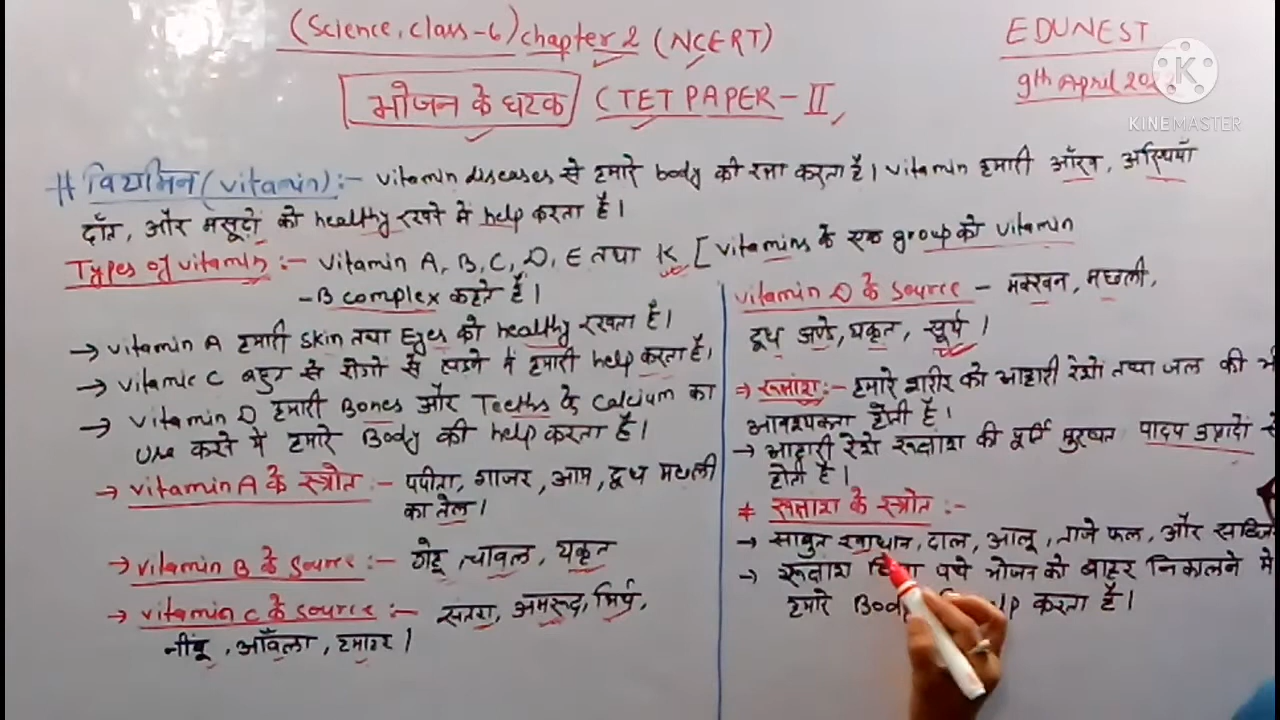 (Science, class-6) chapter 2 (NCERT)
EDUNEST
भोजन के घटक CTET PAPER - II
9th April
KINEMASTER
# विटामिन (vitamin) :- vitamin diseases से हमारे body की रक्षा करता है। vitamin हमारी आँख, अस्थियाँ
दाँत, और मसूढ़ों को healthy रखने में help करता है।
Types of vitamin :- vitamin A, B, C, D, E तथा K [vitamins के एक group को vitamin
-B complex कहते हैं।
→ vitamin A हमारी skin तथा Eyes को healthy रखता है।
→ vitamic C बहुत से रोगों से लड़ने में हमारी help करता है।
→ vitamin D हमारी Bones और Teeths के calcium का
use करने में हमारे Body की help करता है।
→ vitamin A के स्त्रोत :- पपीता, गाजर, आम, दूध मछली
का तेल।
→ vitamin B के source :- गेहूं, चावल, यकृत
→ vitamin C के source :- संतरा, अमरूद, मिर्च,
नींबू, आँवला, टमाटर।
vitamin D के source - मक्खन, मछली,
दूध अण्डे, यकृत, सूर्य।
→ रुक्षांश :- हमारे शरीर को आहारी रेशों तथा जल की भी
आवश्यकता होती है।
→ आहारी रेशे रुक्षांश की पूर्ति मुख्यतः पादप उत्पादों से
होती है।
* रुक्षांश के स्त्रोत :-
→ साबुत खाद्यान्न, दाल, आलू, ताजे फल, और
→ रुक्षांश बिना पचे भोजन को बाहर निकालने में
हमारे Body करता है।